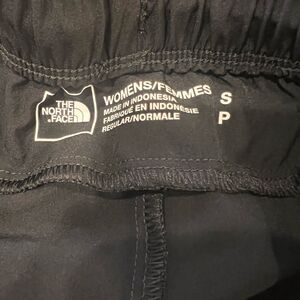 THE
NORTH
FACE
WOMENS/FEMMES
MADE IN INDONESIA
FABRIQUÉ EN INDONÉSIE
REGULAR/NORMALE
S
P